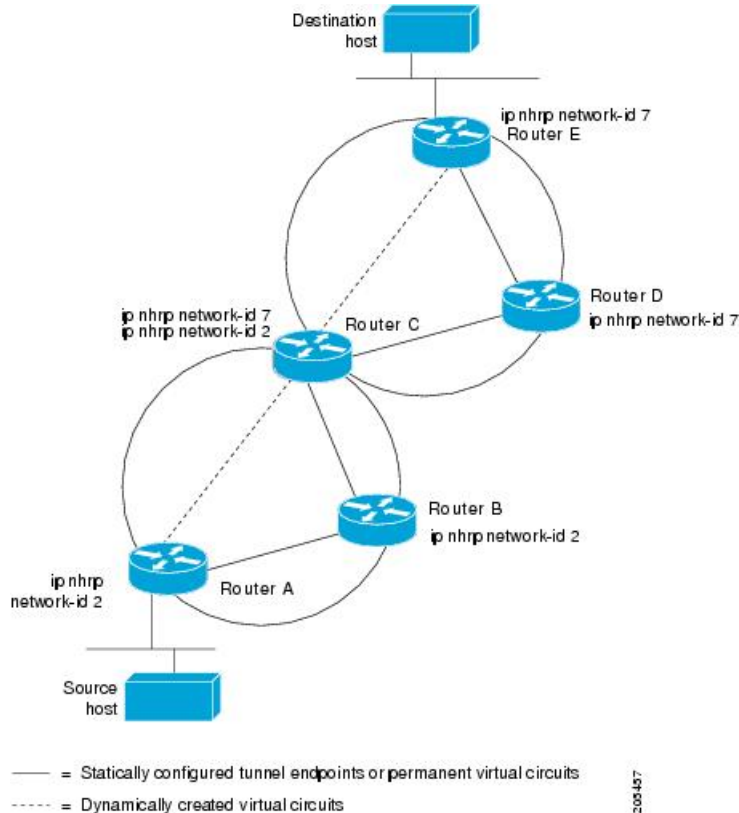 Destination
host
ip nhrp network-id 7
Router E
Router D
ip nhrp network-id 7
ip nhrp network-id 7
ip nhrp network-id 2
Router C
Router B
ip nhrp network-id 2
ip nhrp
network-id 2
Router A
Source
host
= Statically configured tunnel endpoints or permanent virtual circuits
= Dynamically created virtual circuits